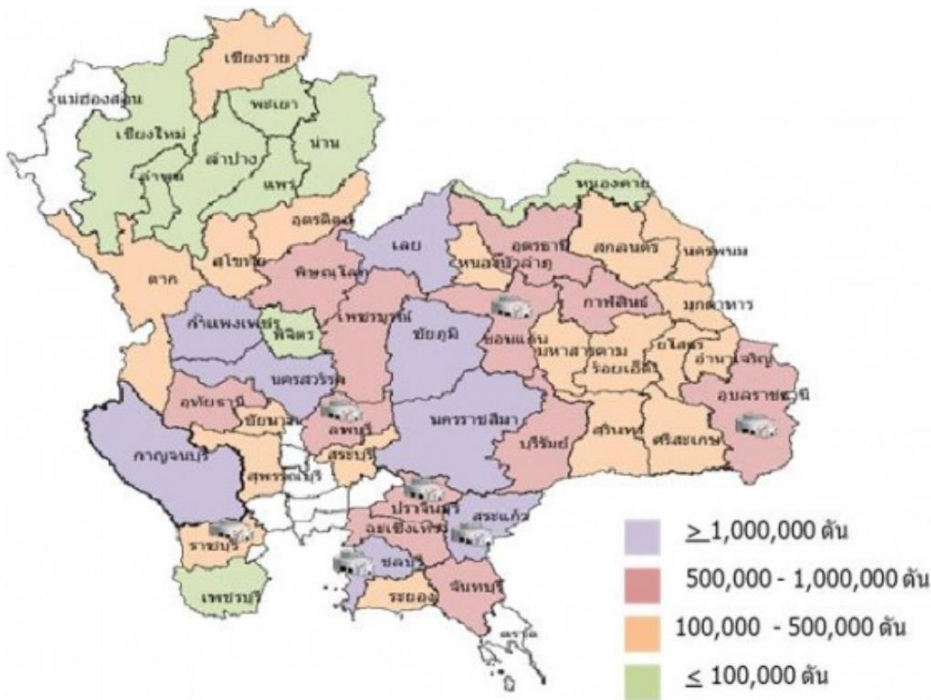 เชียงราย
แม่ฮ่องสอน
พะเยา
เชียงใหม่
น่าน
ลำปาง
ลำพูน
แพร่
หนองคาย
อุตรดิตถ์
เลย
อุดรธานี
สกลนคร
นครพนม
สุโขทัย
หนองบัวลำภู
ตาก
พิษณุโลก
กาฬสินธุ์
มุกดาหาร
กำแพงเพชร
พิจิตร
เพชรบูรณ์
ชัยภูมิ
ขอนแก่น
มหาสารคาม
ยโสธร
ร้อยเอ็ด
อำนาจเจริญ
นครสวรรค์
อุบลราชธานี
อุทัยธานี
ชัยนาท
ลพบุรี
นครราชสีมา
บุรีรัมย์
สุรินทร์
ศรีสะเกษ
กาญจนบุรี
สระบุรี
สุพรรณบุรี
ปราจีนบุรี
สระแก้ว
ฉะเชิงเทรา
ราชบุรี
ชลบุรี
จันทบุรี
เพชรบุรี
ระยอง
ตราด
≥ 1,000,000 ตัน
500,000 - 1,000,000 ตัน
100,000 - 500,000 ตัน
≤ 100,000 ตัน